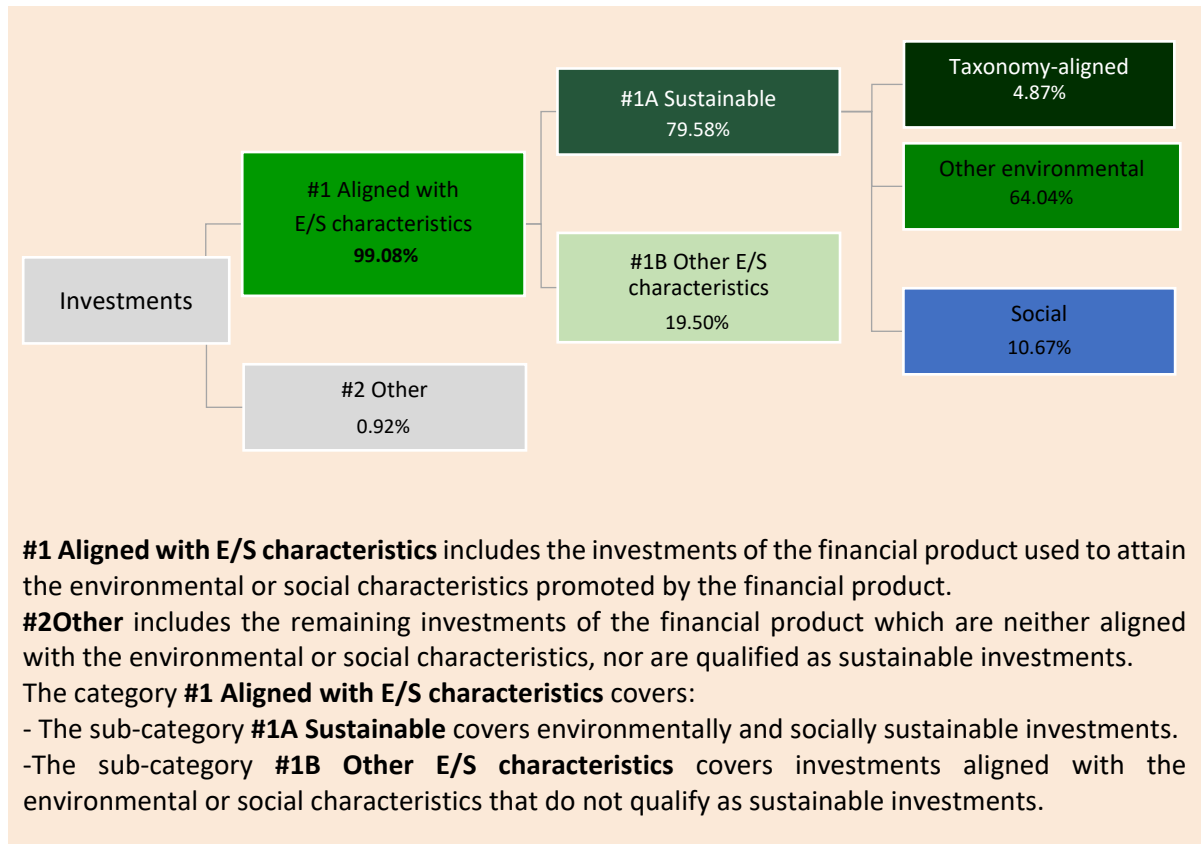 Investments
#1 Aligned with
E/S characteristics
99.08%
#2 Other
0.92%
#1A Sustainable
79.58%
#1B Other E/S
characteristics
19.50%
Taxonomy-aligned
4.87%
Other environmental
64.04%
Social
10.67%
#1 Aligned with E/S characteristics includes the investments of the financial product used to attain
the environmental or social characteristics promoted by the financial product.
#2Other includes the remaining investments of the financial product which are neither aligned
with the environmental or social characteristics, nor are qualified as sustainable investments.
The category #1 Aligned with E/S characteristics covers:
- The sub-category #1A Sustainable covers environmentally and socially sustainable investments.
-The sub-category #1B Other E/S characteristics covers investments aligned with the
environmental or social characteristics that do not qualify as sustainable investments.